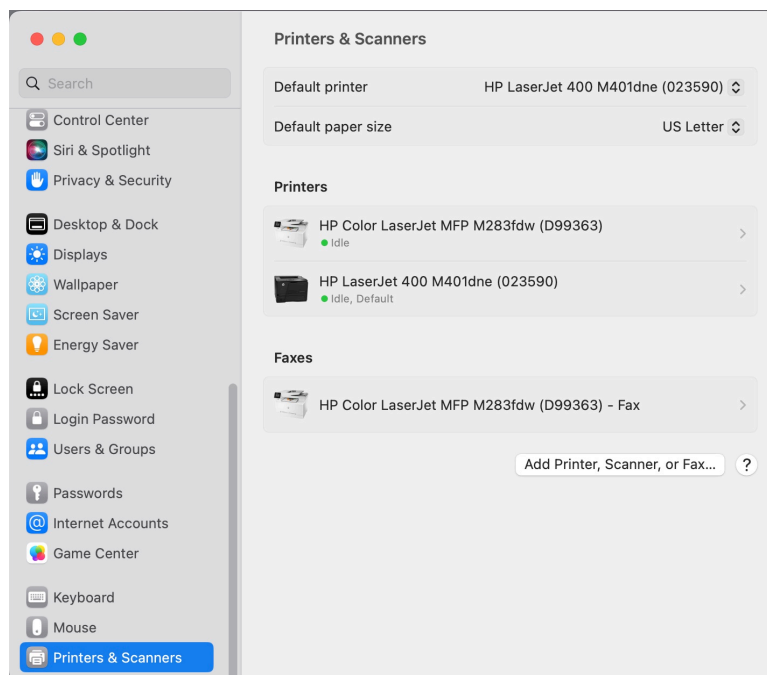 Search
Control Center
Siri & Spotlight
Privacy & Security
Desktop & Dock
Displays
Wallpaper
Screen Saver
Energy Saver
Lock Screen
Login Password
Users & Groups
Passwords
Internet Accounts
Game Center
Keyboard
Mouse
Printers & Scanners
Printers & Scanners
Default printer HP LaserJet 400 M401dne (023590)
Default paper size US Letter
Printers
HP Color LaserJet MFP M283fdw (D99363)
Idle
HP LaserJet 400 M401dne (023590)
Idle, Default
Faxes
HP Color LaserJet MFP M283fdw (D99363) - Fax
Add Printer, Scanner, or Fax... ?